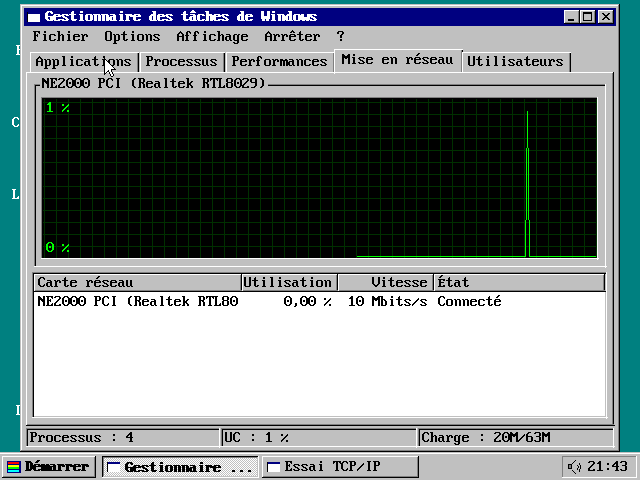 Gestionnaire des tâches de Windows
Fichier Options Affichage Arrêter ?
Applications Processus Performances Mise en réseau Utilisateurs
NE2000 PCI (Realtek RTL8029)
1 %
0 %
Carte réseau Utilisation Vitesse État
NE2000 PCI (Realtek RTL80 0,00 % 10 Mbits/s Connecté
Processus : 4 UC : 1 % Charge : 20M/63M
Démarrer Gestionnaire ... Essai TCP/IP 21:43